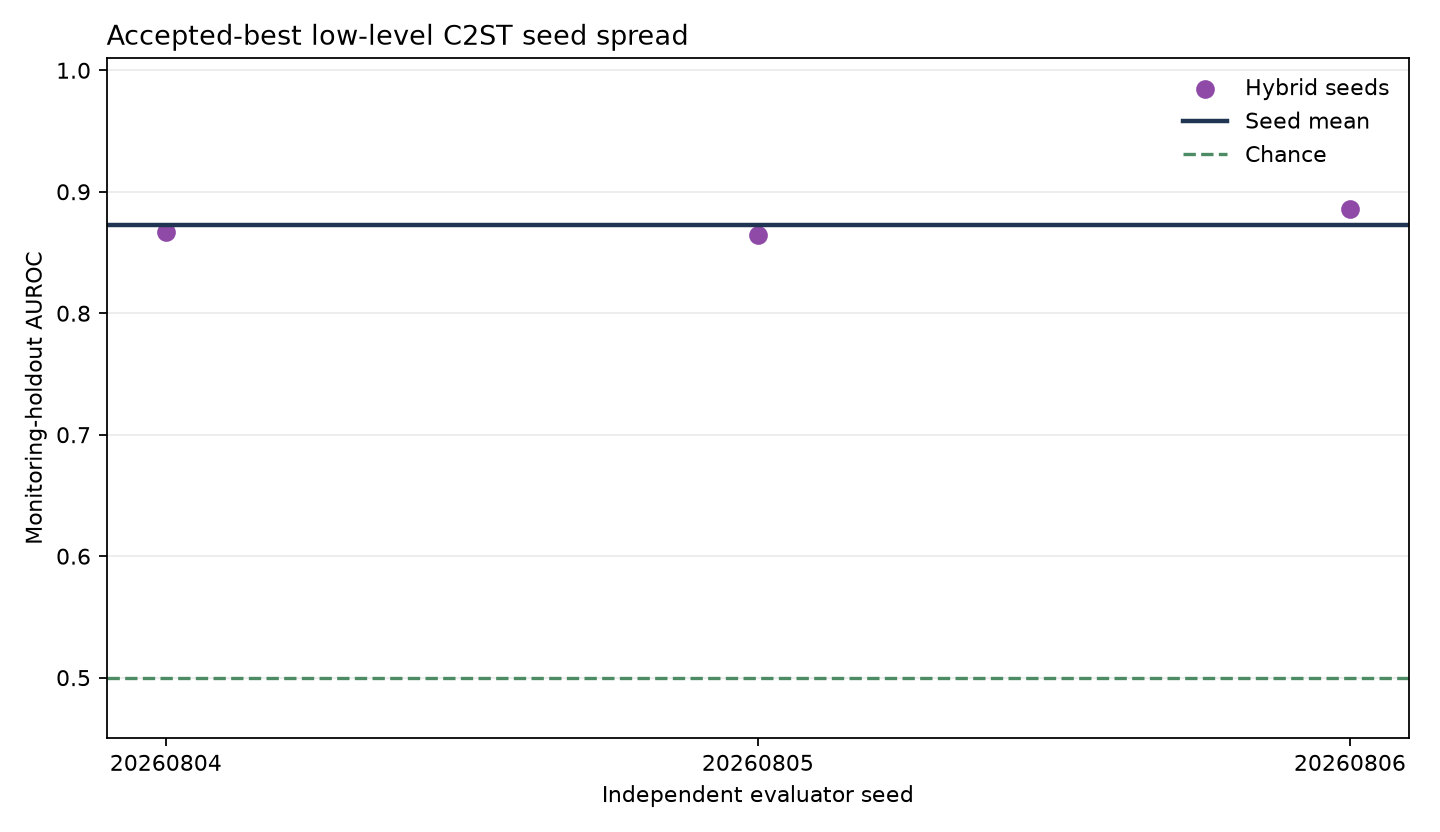 Accepted-best low-level C2ST seed spread
1.0
0.9
0.8
0.7
0.6
0.5
Monitoring-holdout AUROC
Hybrid seeds
Seed mean
Chance
20260804
20260805
20260806
Independent evaluator seed